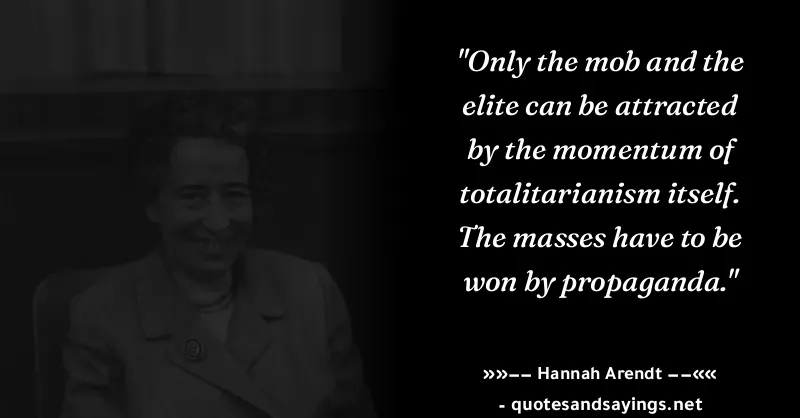 "Only the mob and the
elite can be attracted
by the momentum of
totalitarianism itself.
The masses have to be
won by propaganda."
»»–– Hannah Arendt ––««
- quotesandsayings.net